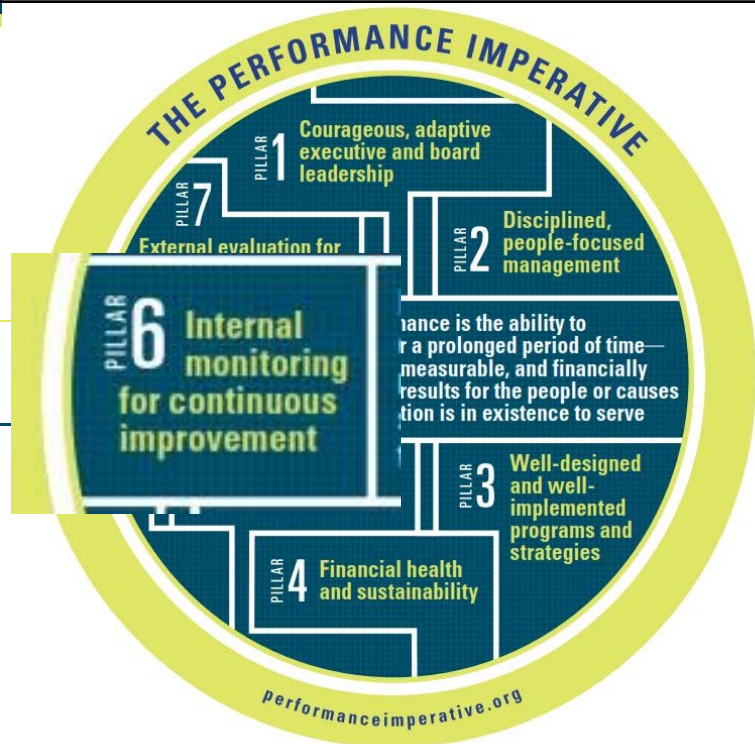 THE PERFORMANCE IMPERATIVE
PILLAR 1
Courageous, adaptive
executive and board
leadership
PILLAR 2
Disciplined,
people-focused
management
PILLAR 7
External evaluation for
PILLAR 6
Internal
monitoring
for continuous
improvement
is the ability to
a prolonged period of time—
measurable, and financially
results for the people or causes
is in existence to serve
PILLAR 3
Well-designed
and well-
implemented
programs and
strategies
PILLAR 4
Financial health
and sustainability
performanceimperative.org